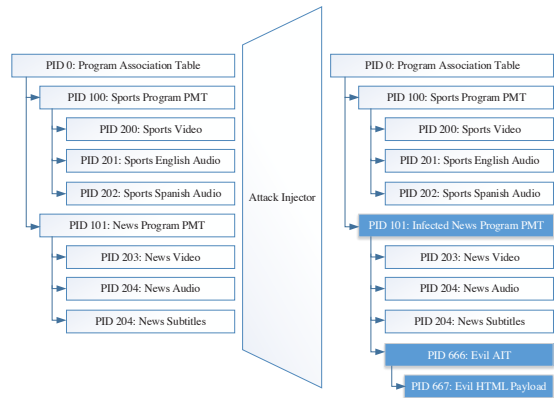 PID 0: Program Association Table
PID 100: Sports Program PMT
PID 200: Sports Video
PID 201: Sports English Audio
PID 202: Sports Spanish Audio
PID 101: News Program PMT
PID 203: News Video
PID 204: News Audio
PID 204: News Subtitles
Attack Injector
PID 0: Program Association Table
PID 100: Sports Program PMT
PID 200: Sports Video
PID 201: Sports English Audio
PID 202: Sports Spanish Audio
PID 101: Infected News Program PMT
PID 203: News Video
PID 204: News Audio
PID 204: News Subtitles
PID 666: Evil AIT
PID 667: Evil HTML Payload